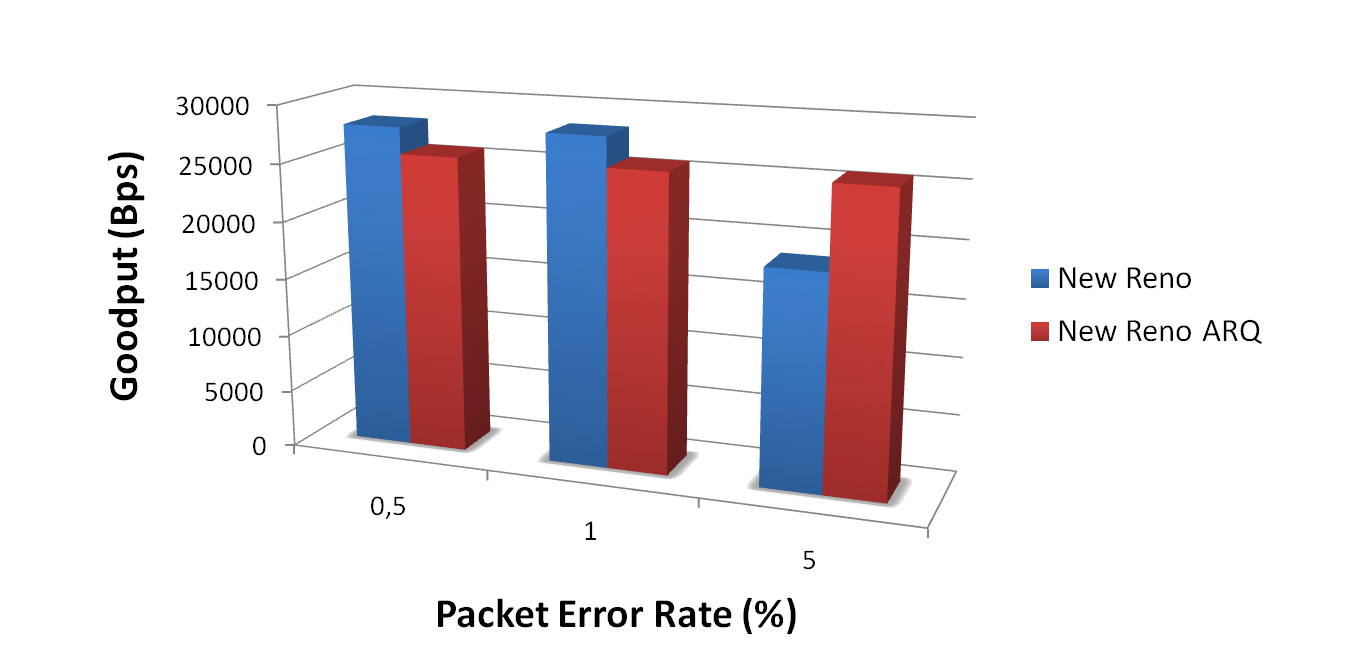 30000
25000
20000
15000
10000
5000
0
Goodput (Bps)
0,5
1
5
Packet Error Rate (%)
New Reno
New Reno ARQ